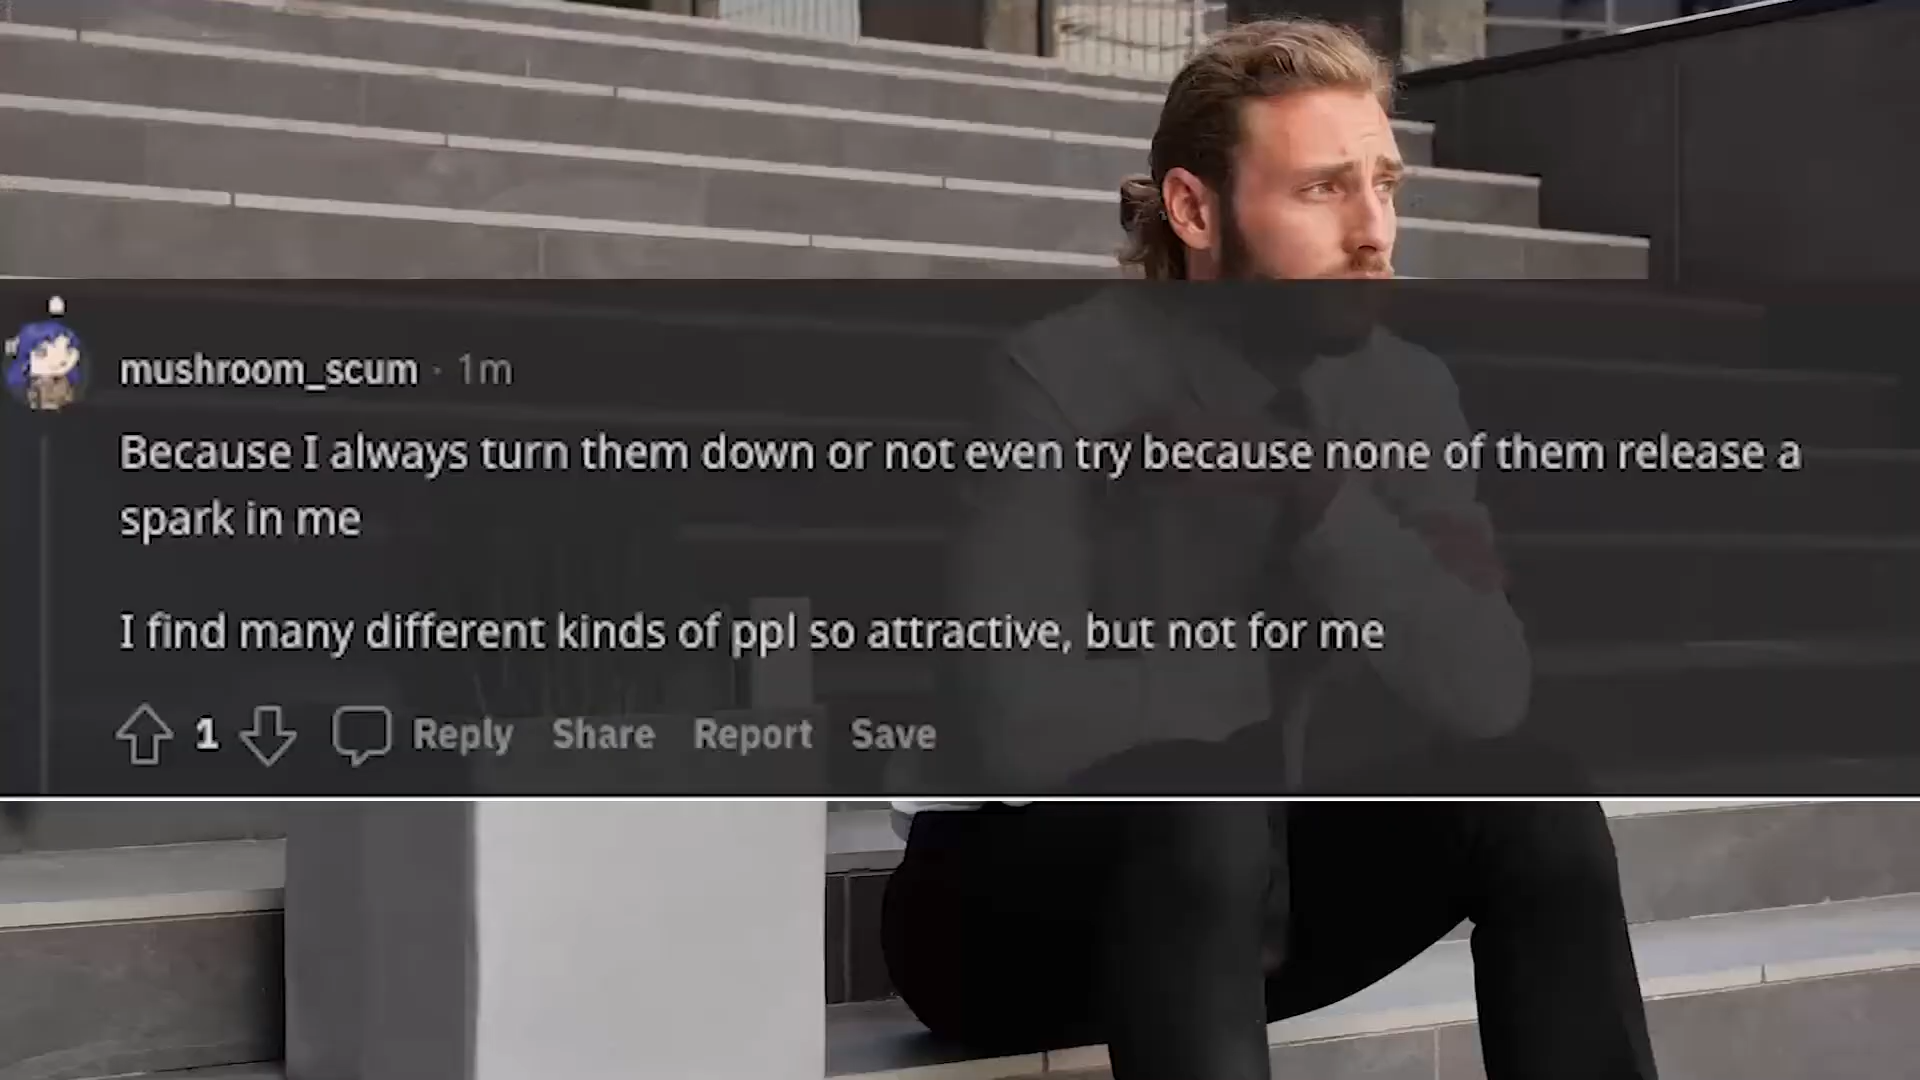 mushroom_scum · 1m
Because I always turn them down or not even try because none of them release a
spark in me
I find many different kinds of ppl so attractive, but not for me
1 Reply Share Report Save